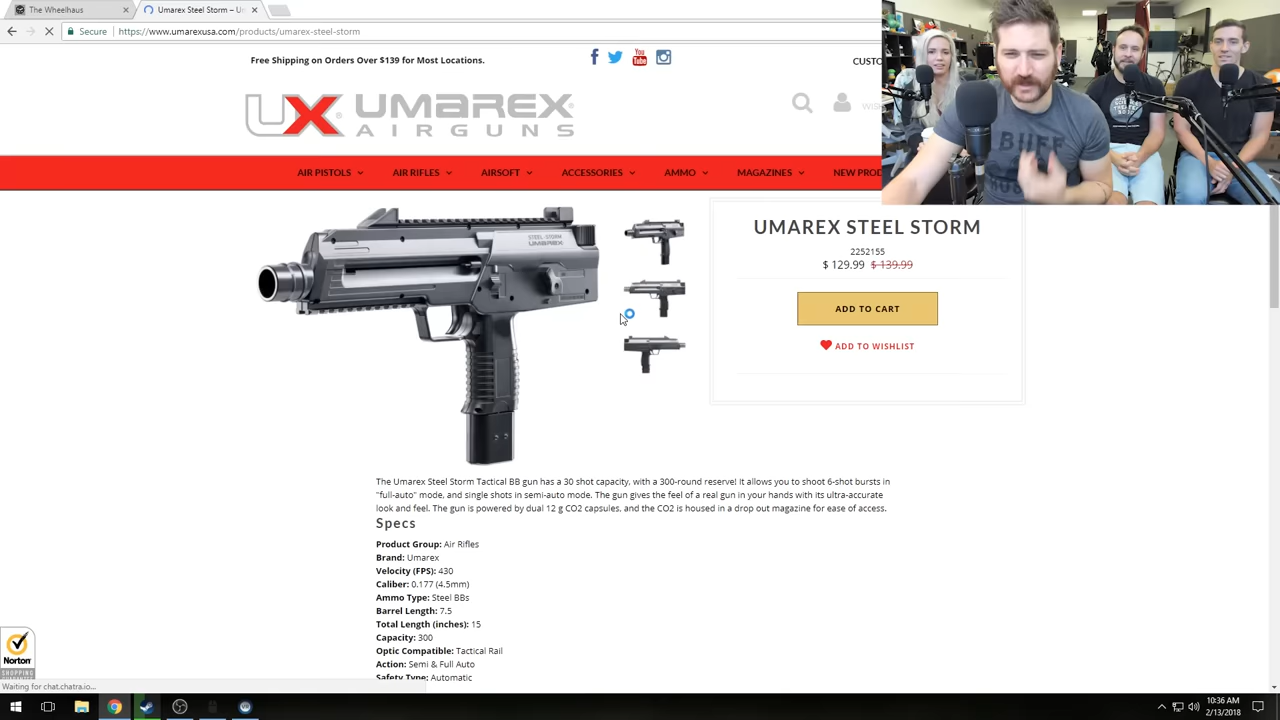 The Wheelhaus
Umarex Steel Storm – U
Secure
https://www.umarexusa.com/products/umarex-steel-storm
Free Shipping on Orders Over $139 for Most Locations.
You
Tube
CUSTO
UX UMAREX
AIRGUNS
WISH
AIR PISTOLS
AIR RIFLES
AIRSOFT
ACCESSORIES
AMMO
MAGAZINES
NEW PROD
BUFF
STEEL-STORM
UMAREX
UMAREX STEEL STORM
2252155
$ 129.99 $ 139.99
ADD TO CART
ADD TO WISHLIST
The Umarex Steel Storm Tactical BB gun has a 30 shot capacity, with a 300-round reserve! It allows you to shoot 6-shot bursts in
"full-auto" mode, and single shots in semi-auto mode. The gun gives the feel of a real gun in your hands with its ultra-accurate
look and feel. The gun is powered by dual 12 g CO2 capsules, and the CO2 is housed in a drop out magazine for ease of access.
Specs
Product Group: Air Rifles
Brand: Umarex
Velocity (FPS): 430
Caliber: 0.177 (4.5mm)
Ammo Type: Steel BBs
Barrel Length: 7.5
Total Length (inches): 15
Capacity: 300
Optic Compatible: Tactical Rail
Action: Semi & Full Auto
Safety Type: Automatic
Norton
SHOPPING
Waiting for chat.chatra.io...
10:36 AM
2/13/2018